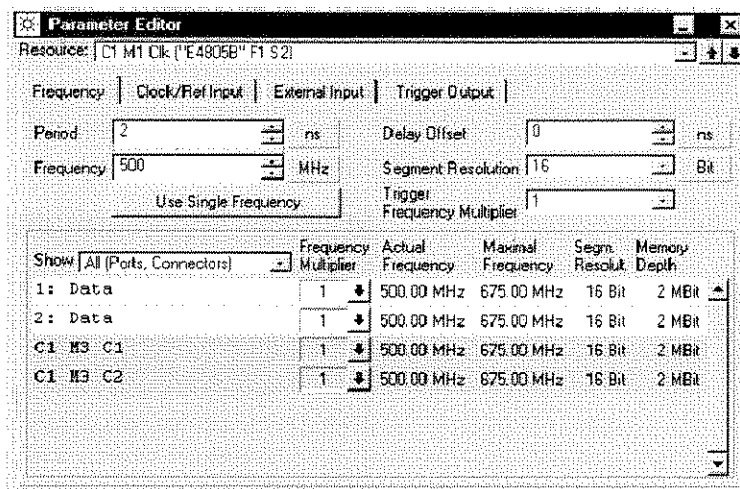 Parameter Editor
Resource: C1 M1 Clk ("E4805B" F1 S2)
Frequency Clock/Ref Input External Input Trigger Output
Period 2 ns Delay Offset 0 ns
Frequency 500 MHz Segment Resolution 16 Bit
Use Single Frequency Trigger Frequency Multiplier 1
Show All (Ports, Connectors) Frequency Multiplier Actual Frequency Maximal Frequency Segm. Resolut. Memory Depth
1: Data 1 500.00 MHz 675.00 MHz 16 Bit 2 MBit
2: Data 1 500.00 MHz 675.00 MHz 16 Bit 2 MBit
C1 M3 C1 1 500.00 MHz 675.00 MHz 16 Bit 2 MBit
C1 M3 C2 1 500.00 MHz 675.00 MHz 16 Bit 2 MBit